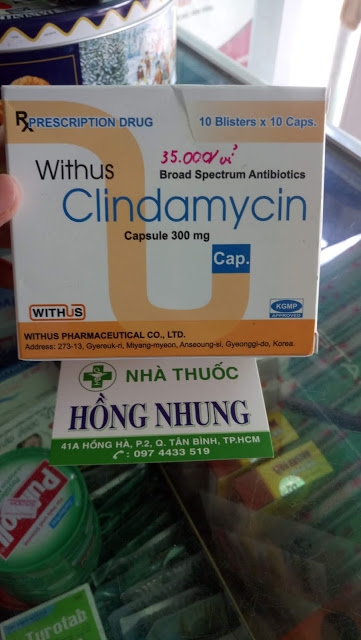 Rx PRESCRIPTION DRUG
10 Blisters x 10 Caps.
35.000/vỉ
Withus
Broad Spectrum Antibiotics
Clindamycin
Capsule 300 mg
Cap.
WITHUS
KGMP
APPROVED
WITHUS PHARMACEUTICAL CO., LTD.
Address: 273-13, Gyereuk-ri, Miyang-myeon, Anseoung-si, Gyeonggi-do, Korea.
NHÀ THUỐC
HỒNG NHUNG
41A HỒNG HÀ, P.2, Q. TÂN BÌNH, TP.HCM
: 097 4433 519